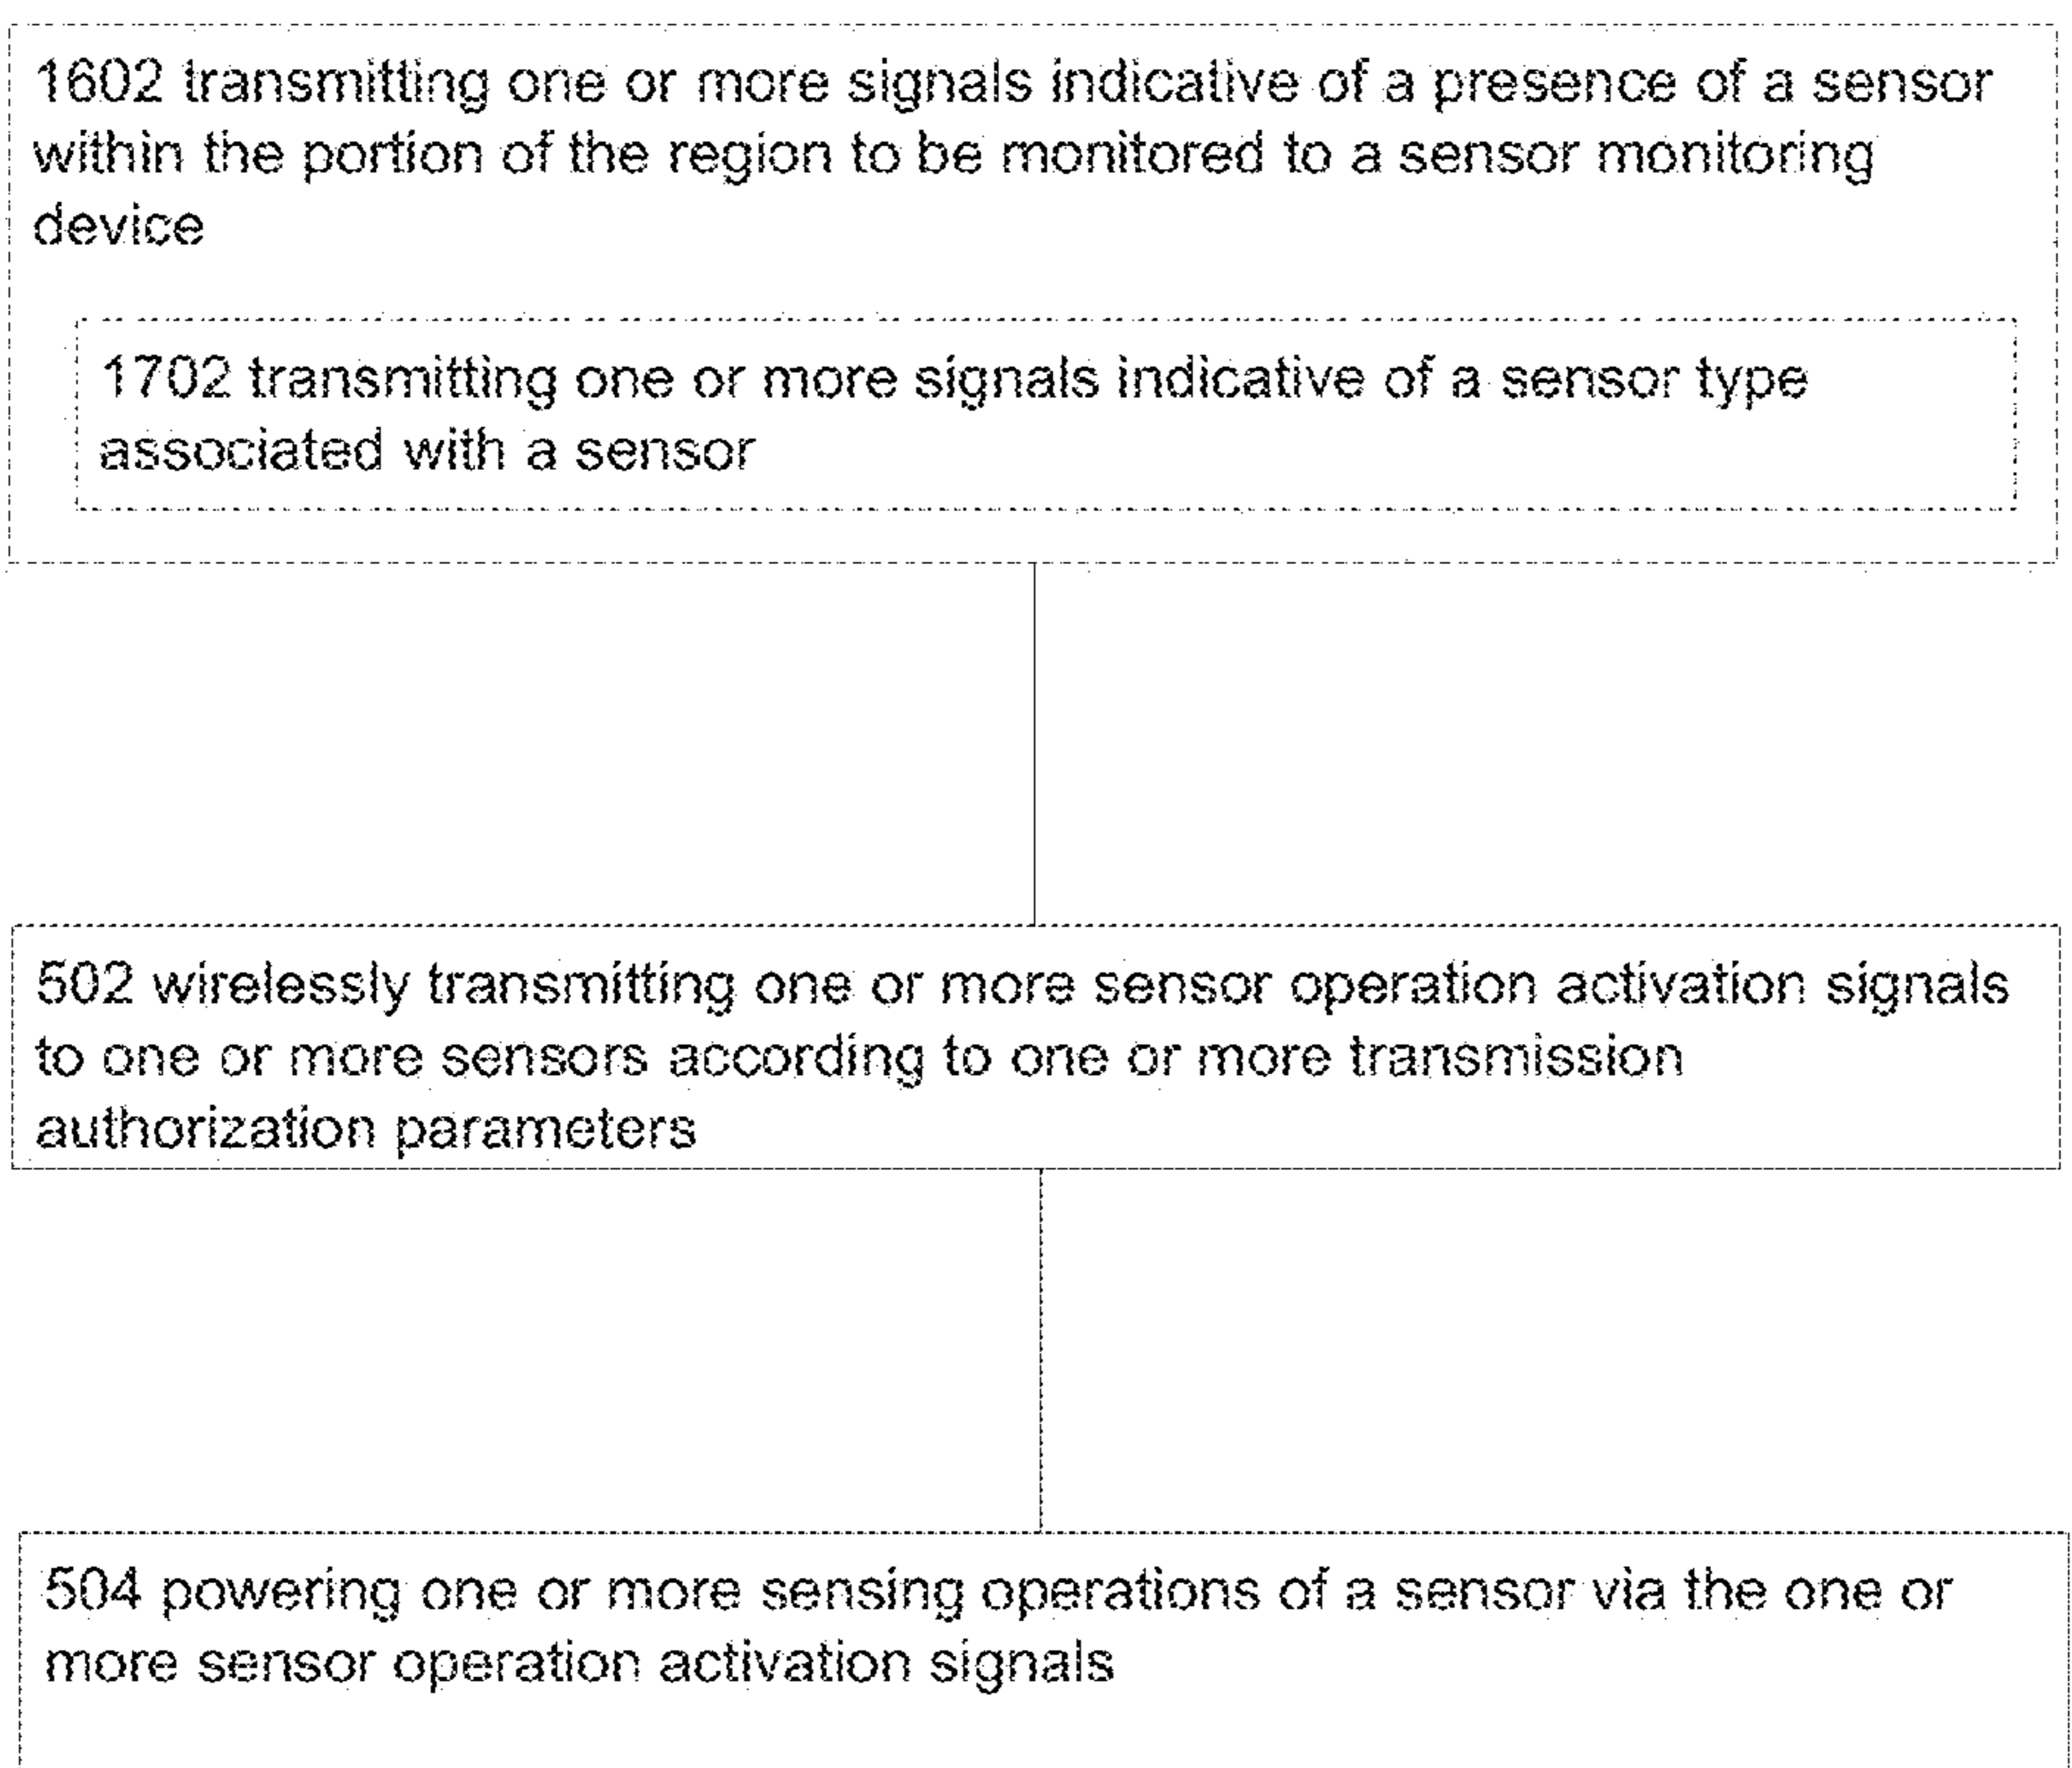 1602 transmitting one or more signals indicative of a presence of a sensor
within the portion of the region to be monitored to a sensor monitoring
device
1702 transmitting one or more signals indicative of a sensor type
associated with a sensor
502 wirelessly transmitting one or more sensor operation activation signals
to one or more sensors according to one or more transmission
authorization parameters
504 powering one or more sensing operations of a sensor via the one or
more sensor operation activation signals